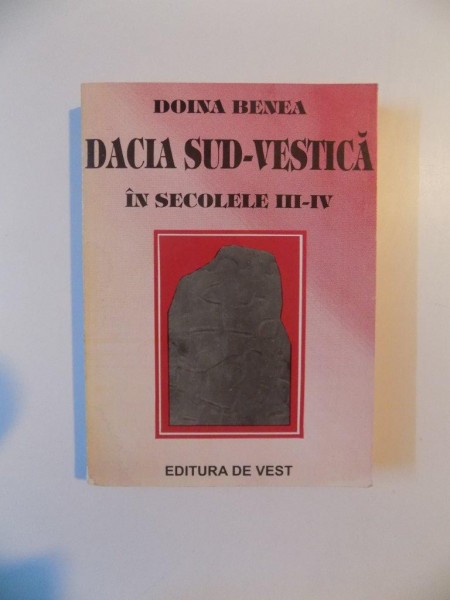 DOINA BENEA
DACIA SUD-VESTICĂ
ÎN SECOLELE III-IV
EDITURA DE VEST